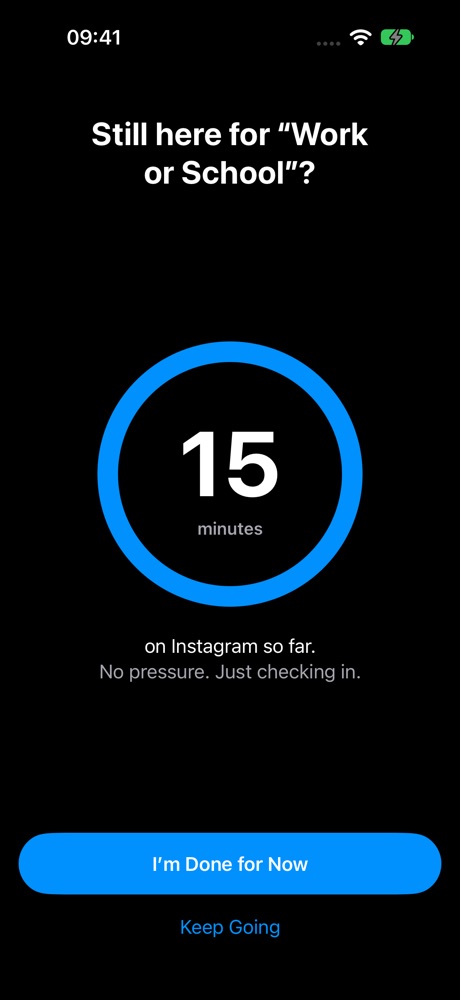 09:41
Still here for “Work
or School”?
15
minutes
on Instagram so far.
No pressure. Just checking in.
I’m Done for Now
Keep Going